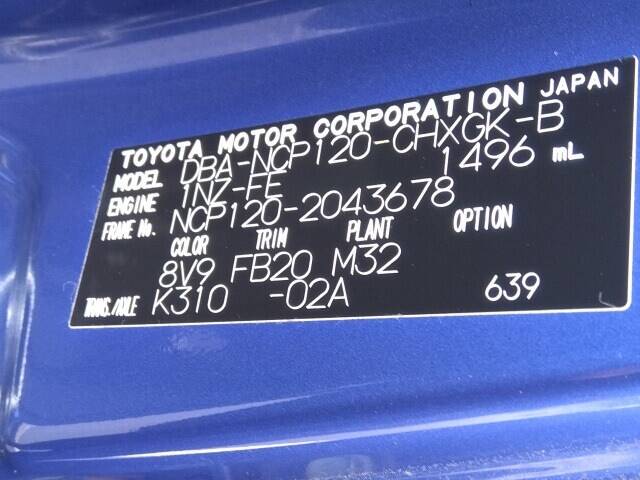 TOYOTA MOTOR CORPORATION JAPAN
MODEL DBA-NCP120-CHXGK-B
ENGINE 1NZ-FE 1496 mL
FRAME No. NCP120-2043678
COLOR TRIM PLANT OPTION
8V9 FB20 M32
TRANS./AXLE K310 -02A 639